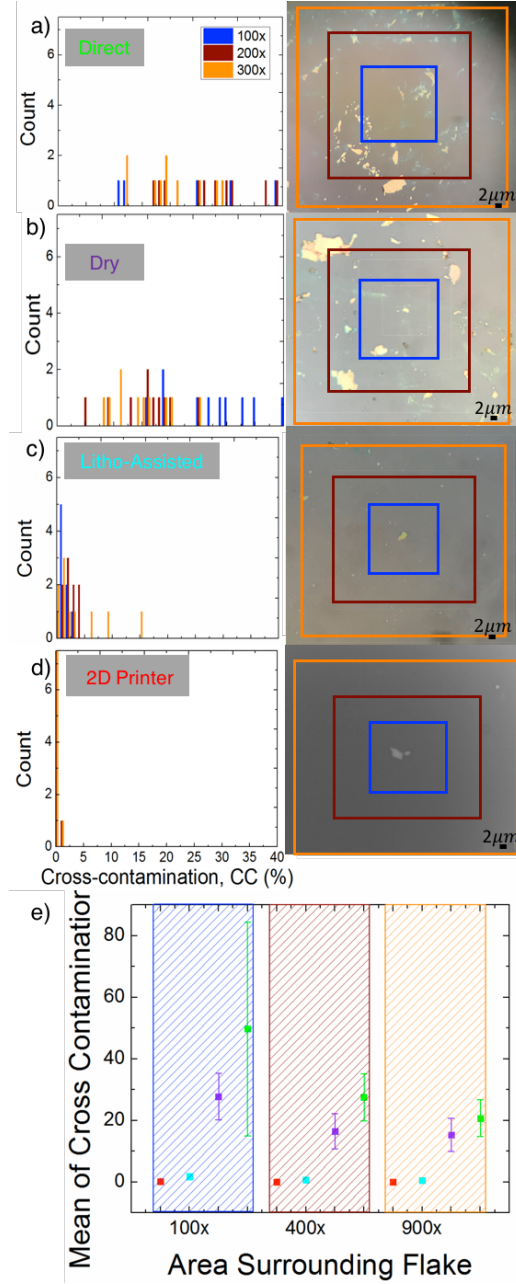 a)
Direct
100x
200x
300x
Count
0
2
4
6
2μm
b)
Dry
Count
0
2
4
6
2μm
c)
Litho-Assisted
Count
0
2
4
6
2μm
d)
2D Printer
Count
0
2
4
6
2μm
0 5 10 15 20 25 30 35 40
Cross-contamination, CC (%)
e)
Mean of Cross Contamination
80
60
40
20
0
100x 400x 900x
Area Surrounding Flake